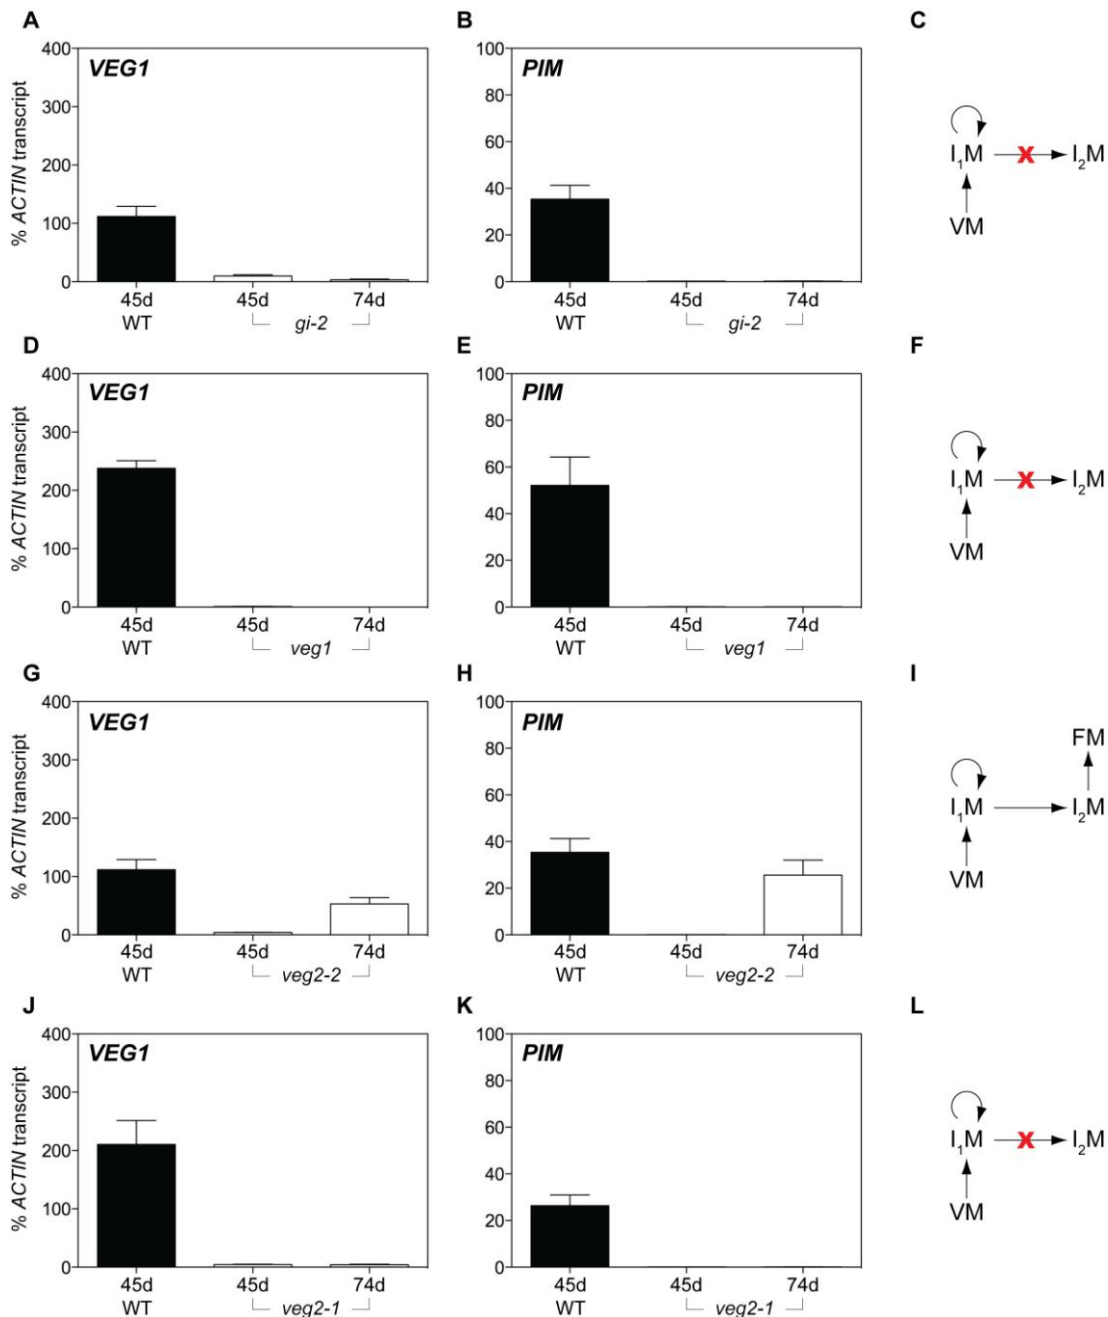 A
B
C
400
300
200
100
0
% ACTIN transcript
VEG1
45d 45d 74d
WT gi-2
100
80
60
40
20
0
PIM
45d 45d 74d
WT gi-2
I₁M X I₂M
VM
D
E
F
400
300
200
100
0
% ACTIN transcript
VEG1
45d 45d 74d
WT veg1
100
80
60
40
20
0
PIM
45d 45d 74d
WT veg1
I₁M X I₂M
VM
G
H
I
400
300
200
100
0
% ACTIN transcript
VEG1
45d 45d 74d
WT veg2-2
100
80
60
40
20
0
PIM
45d 45d 74d
WT veg2-2
FM
I₁M I₂M
VM
J
K
L
400
300
200
100
0
% ACTIN transcript
VEG1
45d 45d 74d
WT veg2-1
100
80
60
40
20
0
PIM
45d 45d 74d
WT veg2-1
I₁M X I₂M
VM